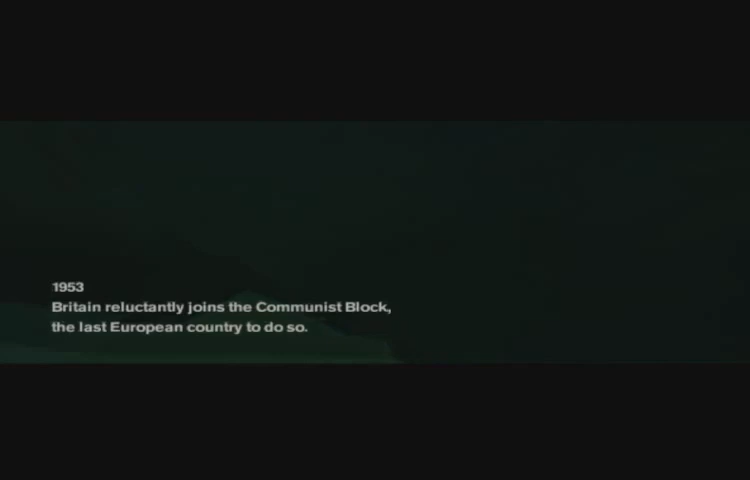 1953
Britain reluctantly joins the Communist Block,
the last European country to do so.